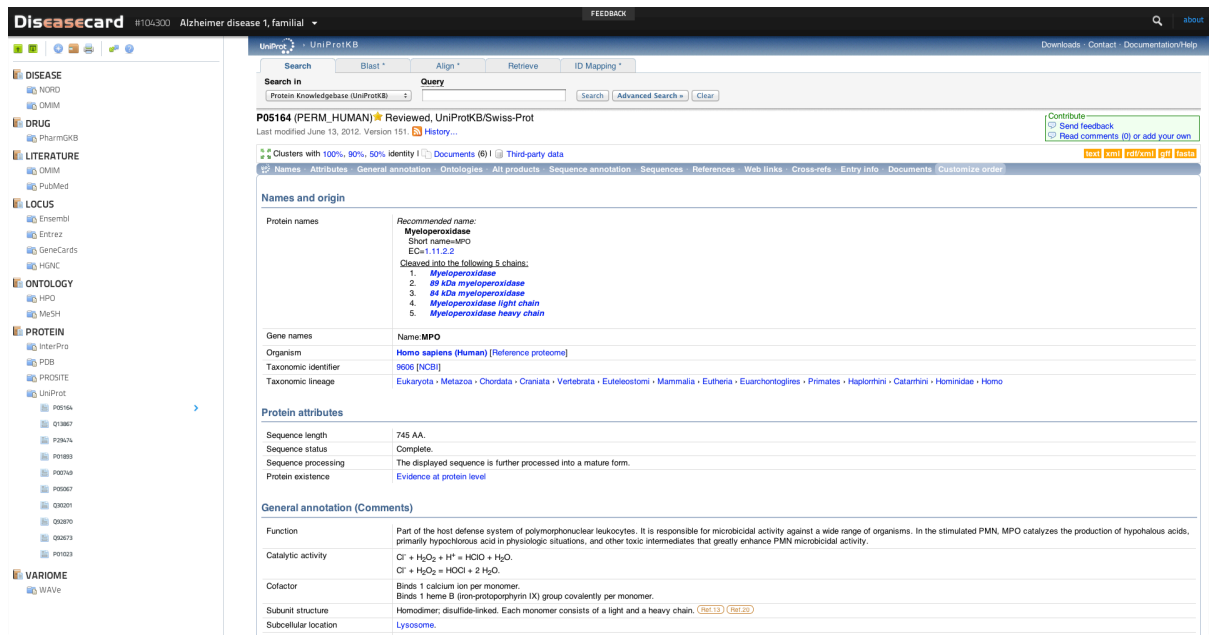 FEEDBACK
Diseasecard #104300 Alzheimer disease 1, familial
about
DISEASE
NORD
OMIM
DRUG
PharmGKB
LITERATURE
OMIM
PubMed
LOCUS
Ensembl
Entrez
GeneCards
HGNC
ONTOLOGY
HPO
MeSH
PROTEIN
InterPro
PDB
PROSITE
UniProt
P05164
Q13867
P29474
P01893
P00749
P05067
Q30201
Q92870
Q92673
P01023
VARIOME
WAVe
UniProt › UniProtKB
Downloads · Contact · Documentation/Help
Search Blast * Align * Retrieve ID Mapping *
Search in Query
Protein Knowledgebase (UniProtKB) Search Advanced Search » Clear
P05164 (PERM_HUMAN) Reviewed, UniProtKB/Swiss-Prot
Last modified June 13, 2012. Version 151. History...
Contribute
Send feedback
Read comments (0) or add your own
Clusters with 100%, 90%, 50% identity | Documents (6) | Third-party data
text xml rdf/xml gff fasta
Names · Attributes · General annotation · Ontologies · Alt products · Sequence annotation · Sequences · References · Web links · Cross-refs · Entry info · Documents Customize order
Names and origin
Protein names Recommended name:
Myeloperoxidase
Short name=MPO
EC=1.11.2.2
Cleaved into the following 5 chains:
1. Myeloperoxidase
2. 89 kDa myeloperoxidase
3. 84 kDa myeloperoxidase
4. Myeloperoxidase light chain
5. Myeloperoxidase heavy chain
Gene names Name:MPO
Organism Homo sapiens (Human) [Reference proteome]
Taxonomic identifier 9606 [NCBI]
Taxonomic lineage Eukaryota › Metazoa › Chordata › Craniata › Vertebrata › Euteleostomi › Mammalia › Eutheria › Euarchontoglires › Primates › Haplorrhini › Catarrhini › Hominidae › Homo
Protein attributes
Sequence length 745 AA.
Sequence status Complete.
Sequence processing The displayed sequence is further processed into a mature form.
Protein existence Evidence at protein level
General annotation (Comments)
Function Part of the host defense system of polymorphonuclear leukocytes. It is responsible for microbicidal activity against a wide range of organisms. In the stimulated PMN, MPO catalyzes the production of hypohalous acids,
primarily hypochlorous acid in physiologic situations, and other toxic intermediates that greatly enhance PMN microbicidal activity.
Catalytic activity Cl⁻ + H₂O₂ + H⁺ = HClO + H₂O.
Cl⁻ + H₂O₂ = HOCl + 2 H₂O.
Cofactor Binds 1 calcium ion per monomer.
Binds 1 heme B (iron-protoporphyrin IX) group covalently per monomer.
Subunit structure Homodimer; disulfide-linked. Each monomer consists of a light and a heavy chain. Ref.13 Ref.20
Subcellular location Lysosome.